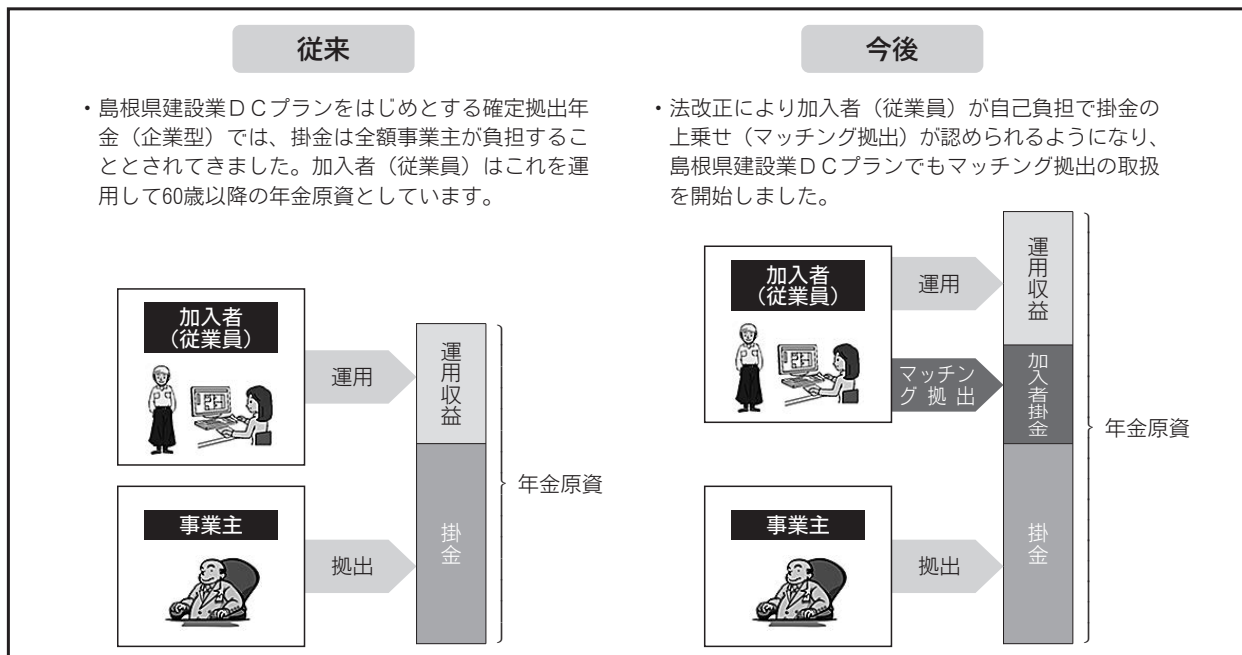 従来
・島根県建設業ＤＣプランをはじめとする確定拠出年
金（企業型）では、掛金は全額事業主が負担するこ
ととされてきました。加入者（従業員）はこれを運
用して60歳以降の年金原資としています。
加入者
（従業員）
運用
運用収益
年金原資
事業主
拠出
掛金
今後
・法改正により加入者（従業員）が自己負担で掛金の
上乗せ（マッチング拠出）が認められるようになり、
島根県建設業ＤＣプランでもマッチング拠出の取扱
を開始しました。
加入者
（従業員）
運用
運用収益
マッチン
グ拠出
加入者掛金
年金原資
事業主
拠出
掛金